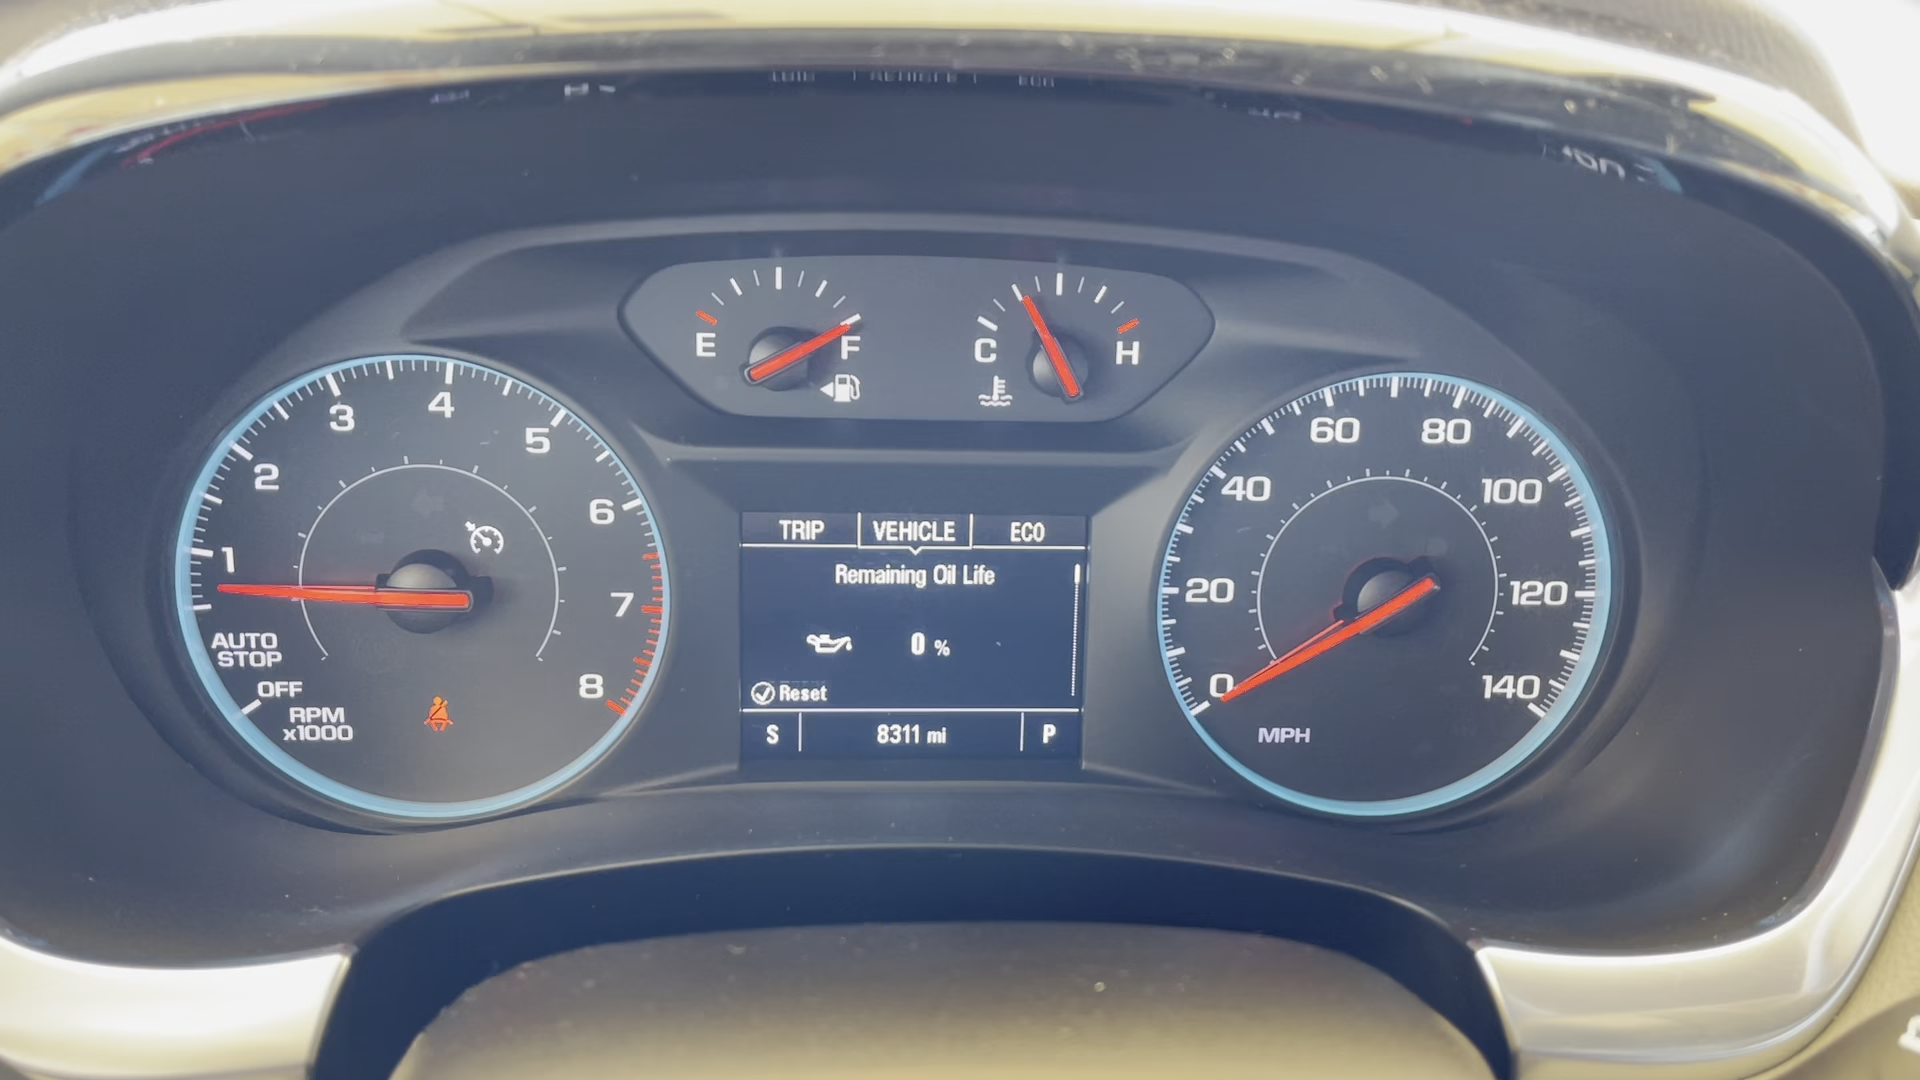 E F
C H
1 2 3 4 5 6 7 8
AUTO
STOP
OFF
RPM
x1000
TRIP VEHICLE ECO
Remaining Oil Life
0 %
Reset
S 8311 mi P
0 20 40 60 80 100 120 140
MPH